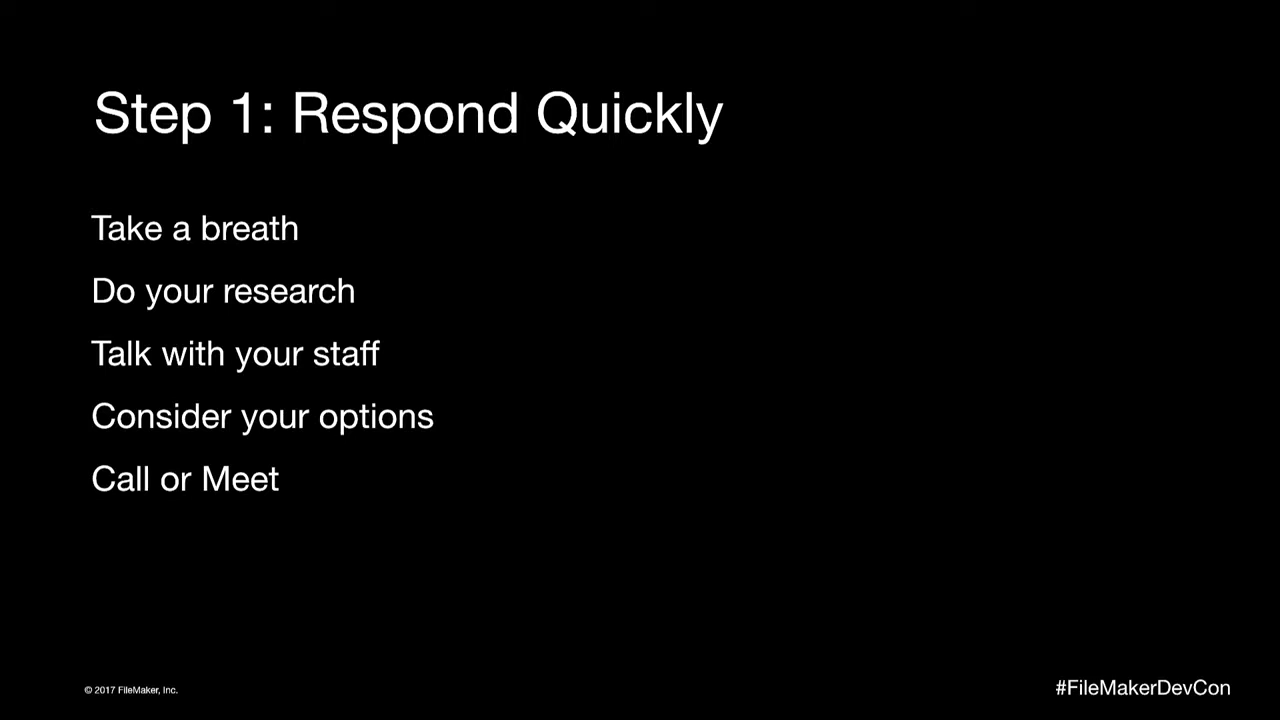 Step 1: Respond Quickly
Take a breath
Do your research
Talk with your staff
Consider your options
Call or Meet
© 2017 FileMaker, Inc.
#FileMakerDevCon